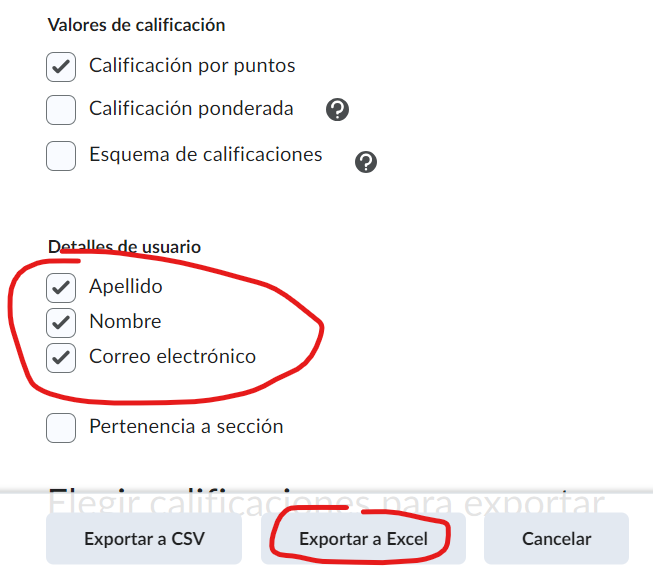 Valores de calificación
Calificación por puntos
Calificación ponderada ?
Esquema de calificaciones ?
Detalles de usuario
Apellido
Nombre
Correo electrónico
Pertenencia a sección
Elegir calificaciones para exportar
Exportar a CSV Exportar a Excel Cancelar